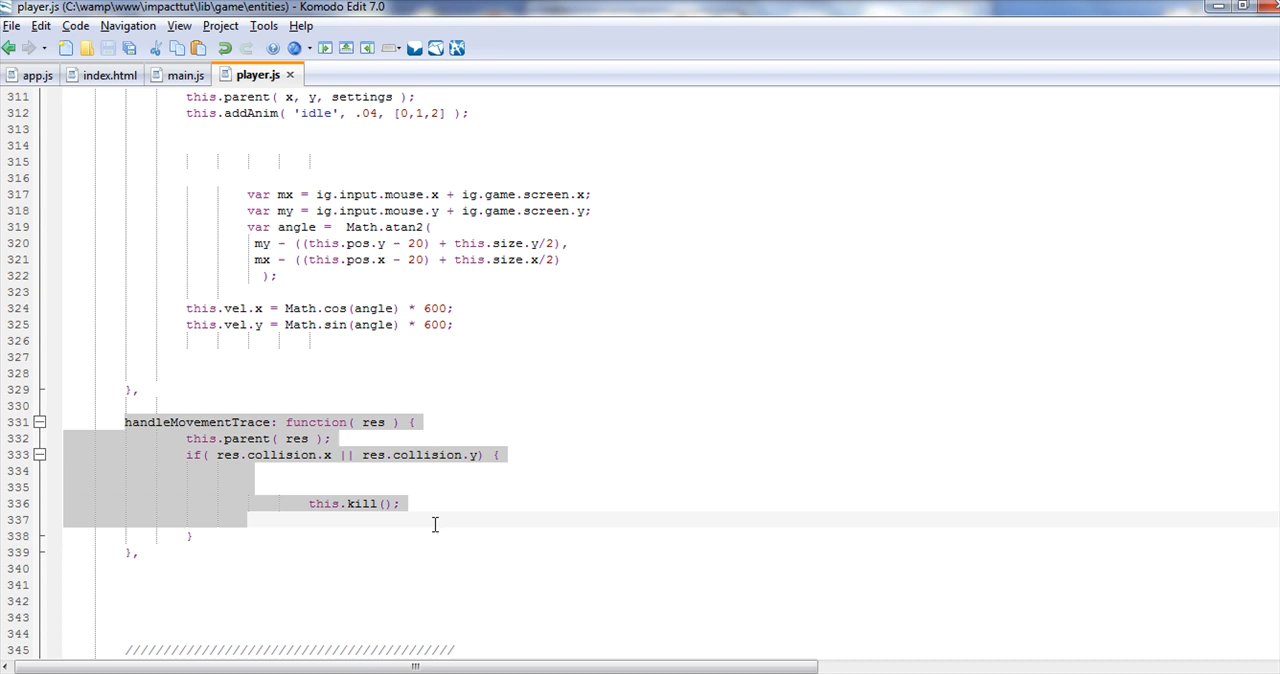 player.js (C:\wamp\www\impacttut\lib\game\entities) - Komodo Edit 7.0
File Edit Code Navigation View Project Tools Help
app.js index.html main.js player.js
311 this.parent( x, y, settings );
312 this.addAnim( 'idle', .04, [0,1,2] );
313
314
315
316
317 var mx = ig.input.mouse.x + ig.game.screen.x;
318 var my = ig.input.mouse.y + ig.game.screen.y;
319 var angle =  Math.atan2(
320 my - ((this.pos.y - 20) + this.size.y/2),
321 mx - ((this.pos.x - 20) + this.size.x/2)
322 );
323
324 this.vel.x = Math.cos(angle) * 600;
325 this.vel.y = Math.sin(angle) * 600;
326
327
328
329 },
330
331 handleMovementTrace: function( res ) {
332 this.parent( res );
333 if( res.collision.x || res.collision.y) {
334
335
336 this.kill();
337
338 }
339 },
340
341
342
343
344
345 ///////////////////////////////////////////